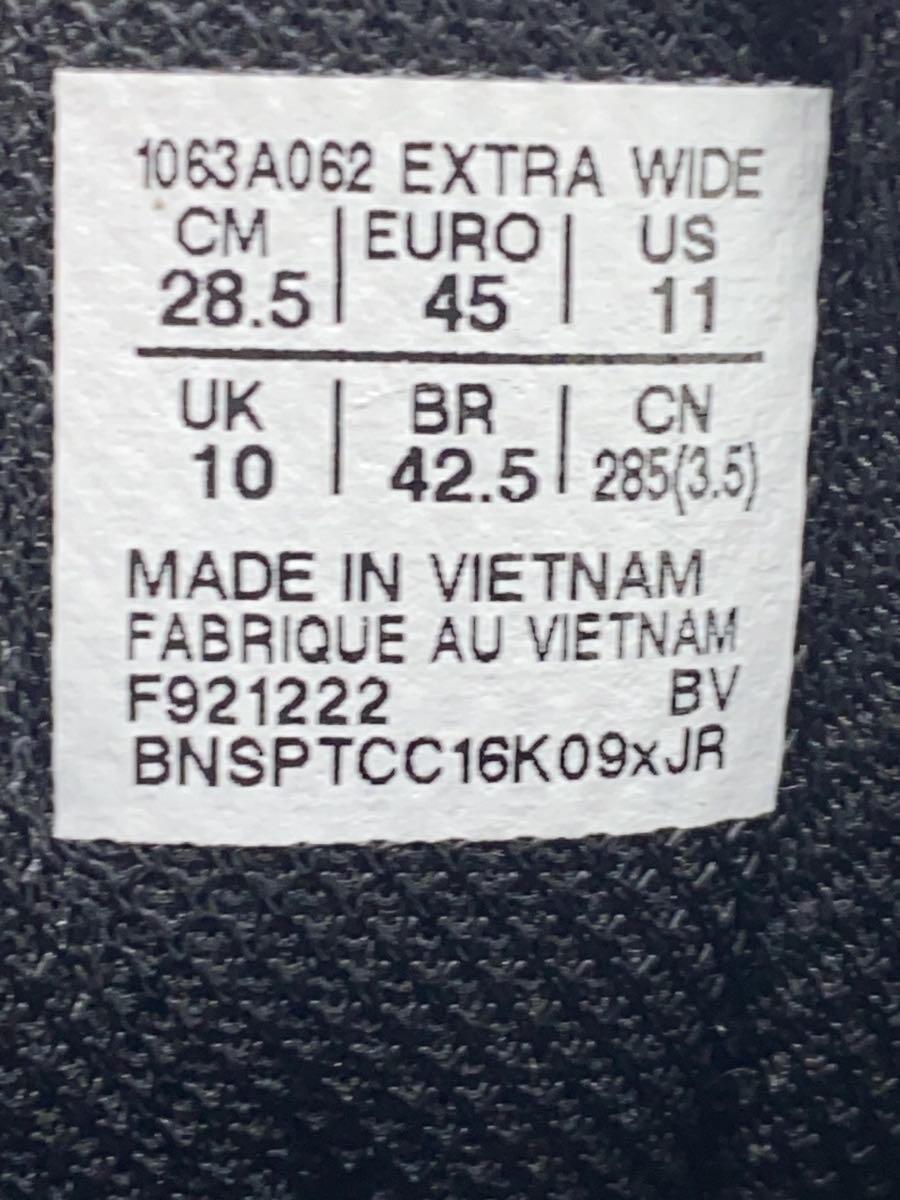 1063A062 EXTRA WIDE
CM EURO US
28.5 45 11
UK BR CN
10 42.5 285(3.5)
MADE IN VIETNAM
FABRIQUE AU VIETNAM
F921222 BV
BNSPTCC16K09xJR